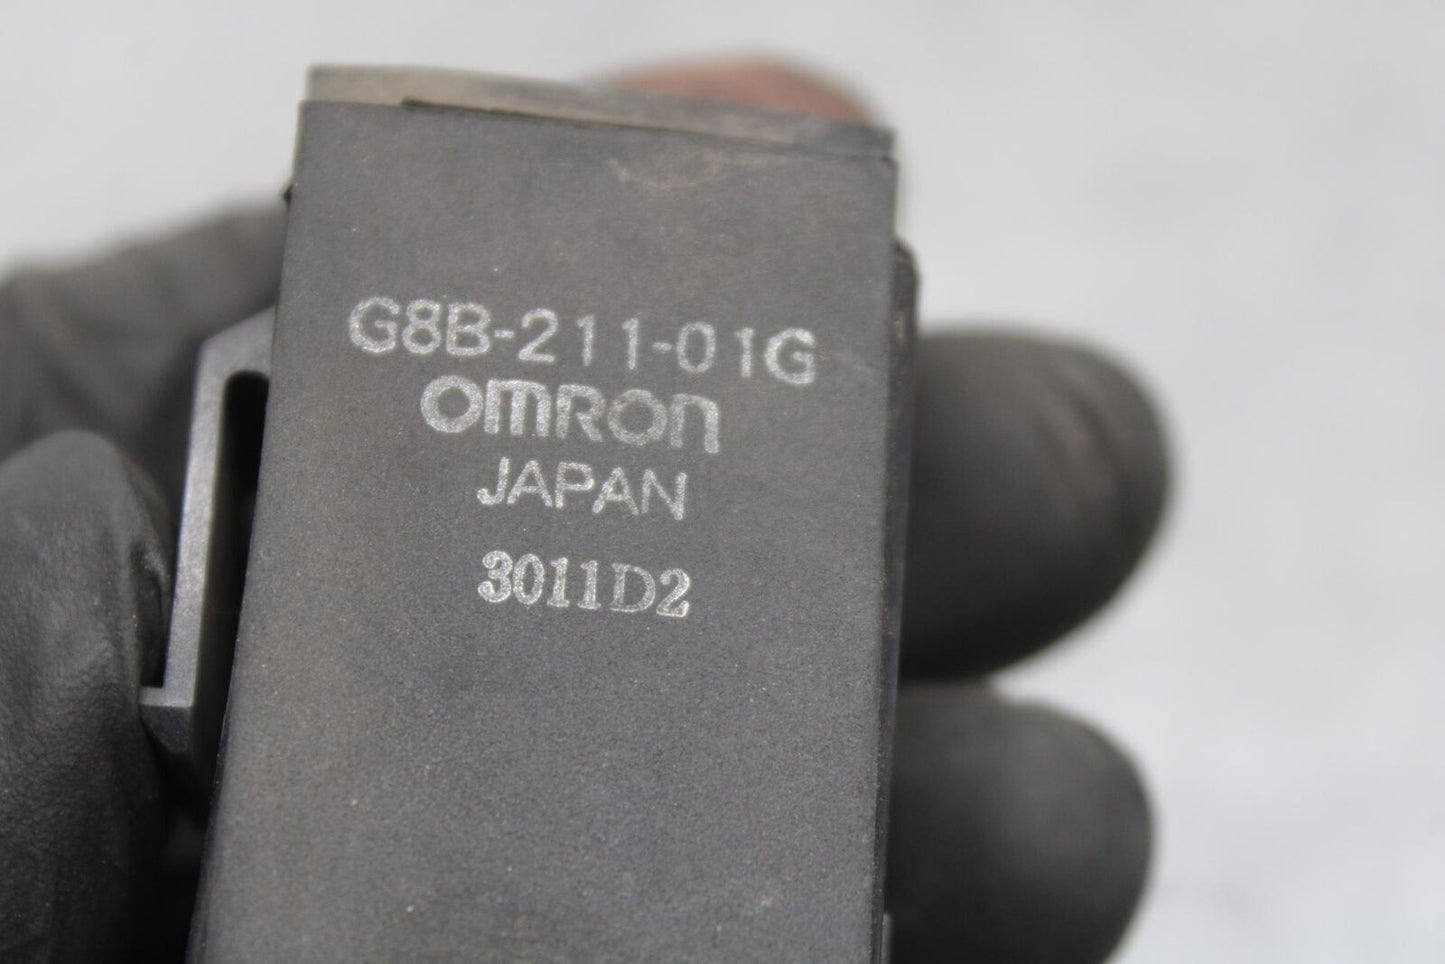 G8B-211-01G
OMRON
JAPAN
3011D2